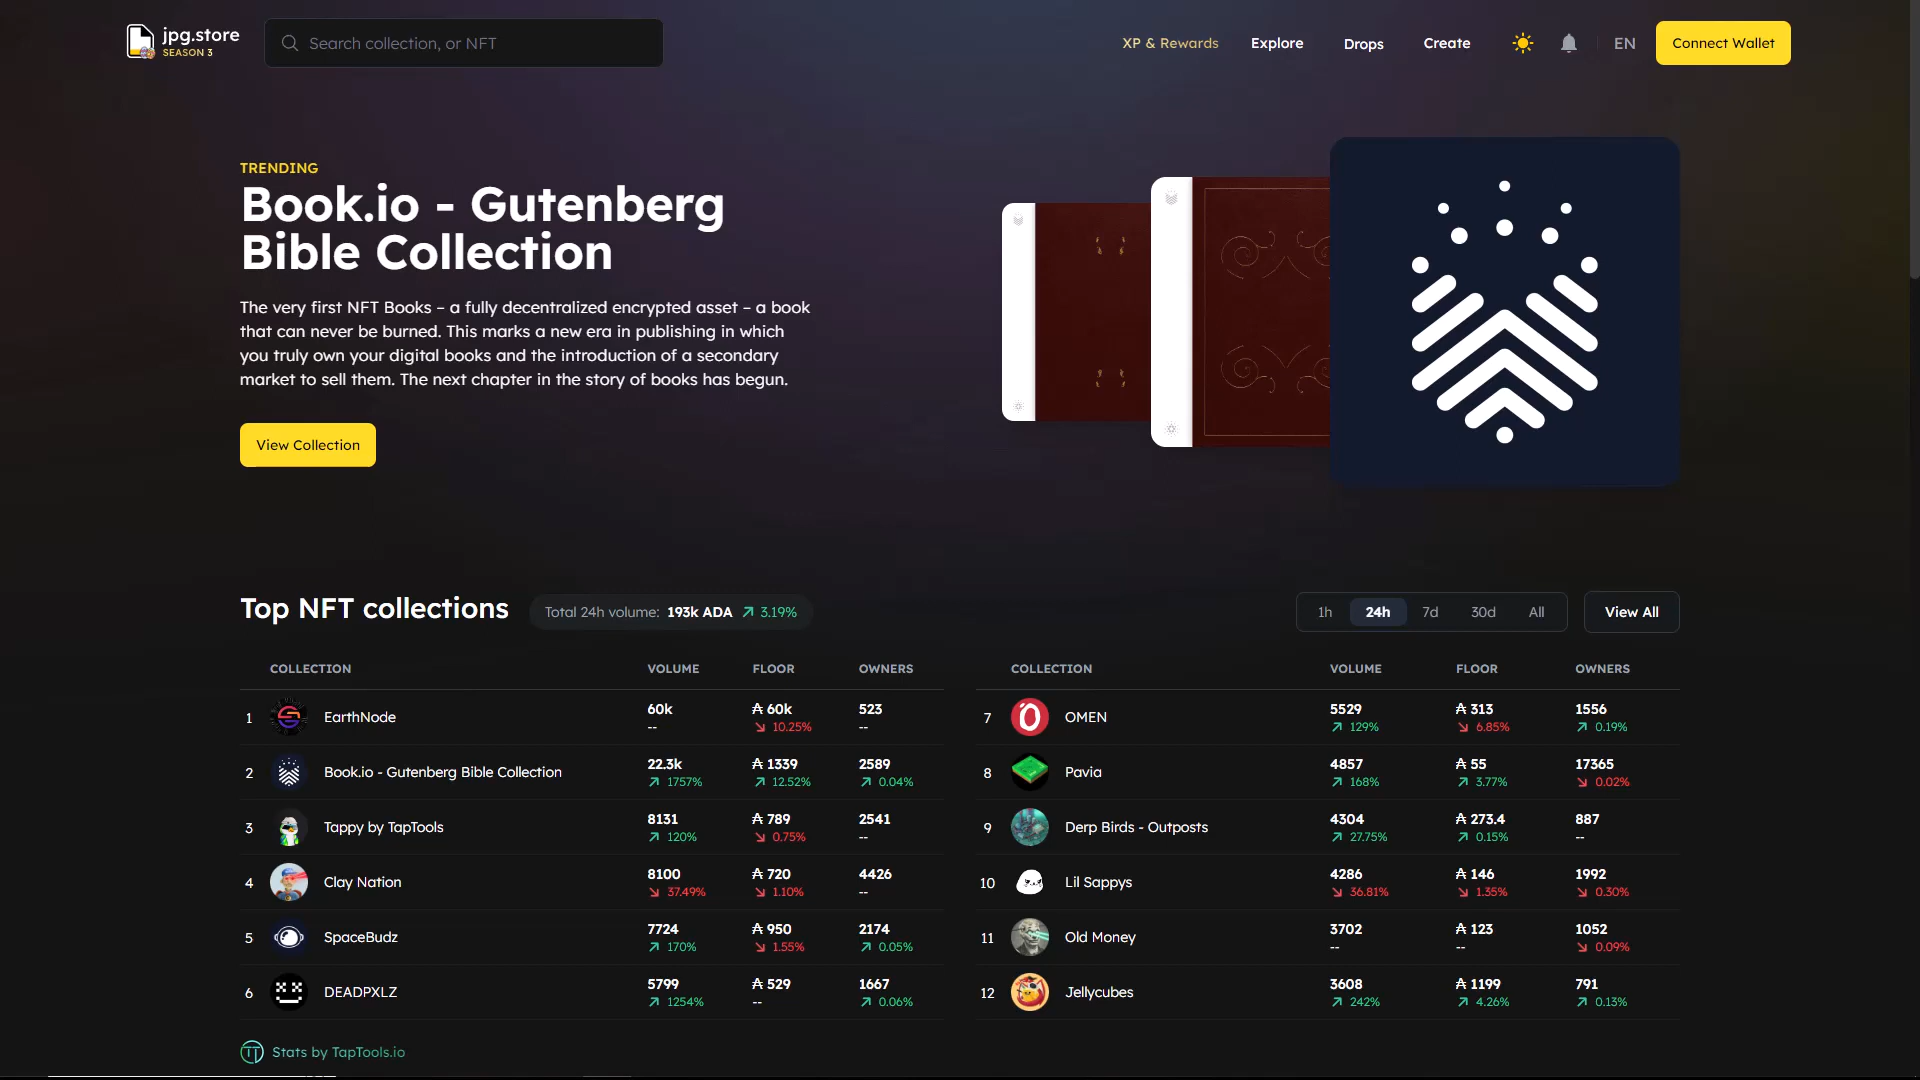 jpg.store
SEASON 3
Search collection, or NFT
XP & Rewards
Explore
Drops
Create
EN
Connect Wallet
TRENDING
Book.io - Gutenberg
Bible Collection
The very first NFT Books – a fully decentralized encrypted asset – a book
that can never be burned. This marks a new era in publishing in which
you truly own your digital books and the introduction of a secondary
market to sell them. The next chapter in the story of books has begun.
View Collection
Top NFT collections
Total 24h volume: 193k ADA 3.19%
1h 24h 7d 30d All
View All
COLLECTION VOLUME FLOOR OWNERS
1 EarthNode 60k ₳ 60k 523
-- 10.25% --
2 Book.io - Gutenberg Bible Collection 22.3k ₳ 1339 2589
1757% 12.52% 0.04%
3 Tappy by TapTools 8131 ₳ 789 2541
120% 0.75% --
4 Clay Nation 8100 ₳ 720 4426
37.49% 1.10% --
5 SpaceBudz 7724 ₳ 950 2174
170% 1.55% 0.05%
6 DEADPXLZ 5799 ₳ 529 1667
1254% -- 0.06%
COLLECTION VOLUME FLOOR OWNERS
7 OMEN 5529 ₳ 313 1556
129% 6.85% 0.19%
8 Pavia 4857 ₳ 55 17365
168% 3.77% 0.02%
9 Derp Birds - Outposts 4304 ₳ 273.4 887
27.75% 0.15% --
10 Lil Sappys 4286 ₳ 146 1992
36.81% 1.35% 0.30%
11 Old Money 3702 ₳ 123 1052
-- -- 0.09%
12 Jellycubes 3608 ₳ 1199 791
242% 4.26% 0.13%
Stats by TapTools.io